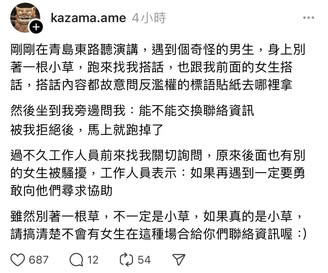 kazama.ame 4小時
剛剛在青島東路聽演講，遇到個奇怪的男生，身上別
著一根小草，跑來找我搭話，也跟我前面的女生搭
話，搭話內容都故意問反濫權的標語貼紙去哪裡拿
然後坐到我旁邊問我：能不能交換聯絡資訊
被我拒絕後，馬上就跑掉了
過不久工作人員前來找我關切詢問，原來後面也有別
的女生被騷擾，工作人員表示：如果再遇到一定要勇
敢向他們尋求協助
雖然別著一根草，不一定是小草，如果真的是小草，
請搞清楚不會有女生在這種場合給你們聯絡資訊喔 :)
687 12 54